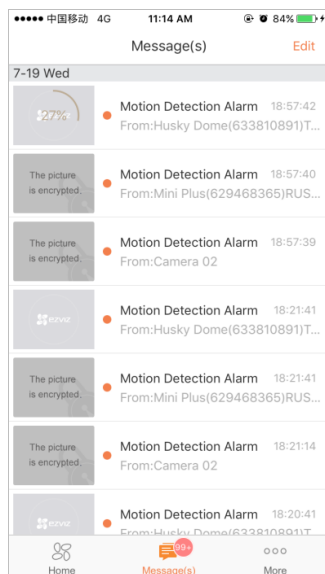 中国移动 4G 11:14 AM 84%
Message(s) Edit
7-19 Wed
27%
Motion Detection Alarm 18:57:42
From:Husky Dome(633810891)T...
The picture
is encrypted.
Motion Detection Alarm 18:57:40
From:Mini Plus(629468365)RUS...
The picture
is encrypted.
Motion Detection Alarm 18:57:39
From:Camera 02
ezviz
Motion Detection Alarm 18:21:41
From:Husky Dome(633810891)T...
The picture
is encrypted.
Motion Detection Alarm 18:21:41
From:Mini Plus(629468365)RUS...
The picture
is encrypted.
Motion Detection Alarm 18:21:14
From:Camera 02
ezviz
Motion Detection Alarm 18:20:41
From:Husky Dome(633810891)T...
99+
Home Message(s) More